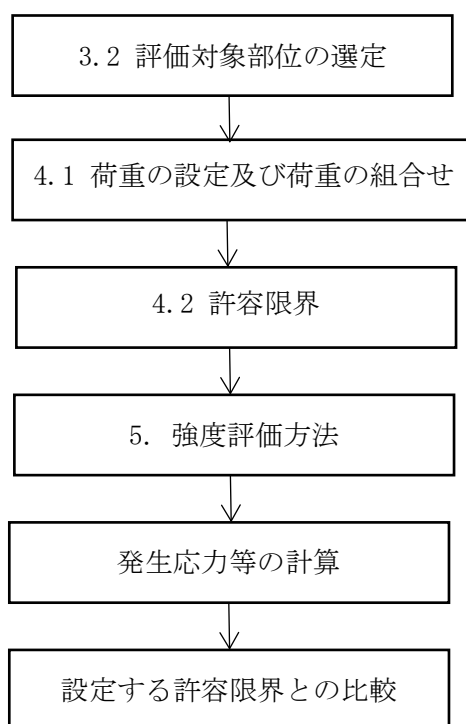 3.2 評価対象部位の選定
4.1 荷重の設定及び荷重の組合せ
4.2 許容限界
5. 強度評価方法
発生応力等の計算
設定する許容限界との比較